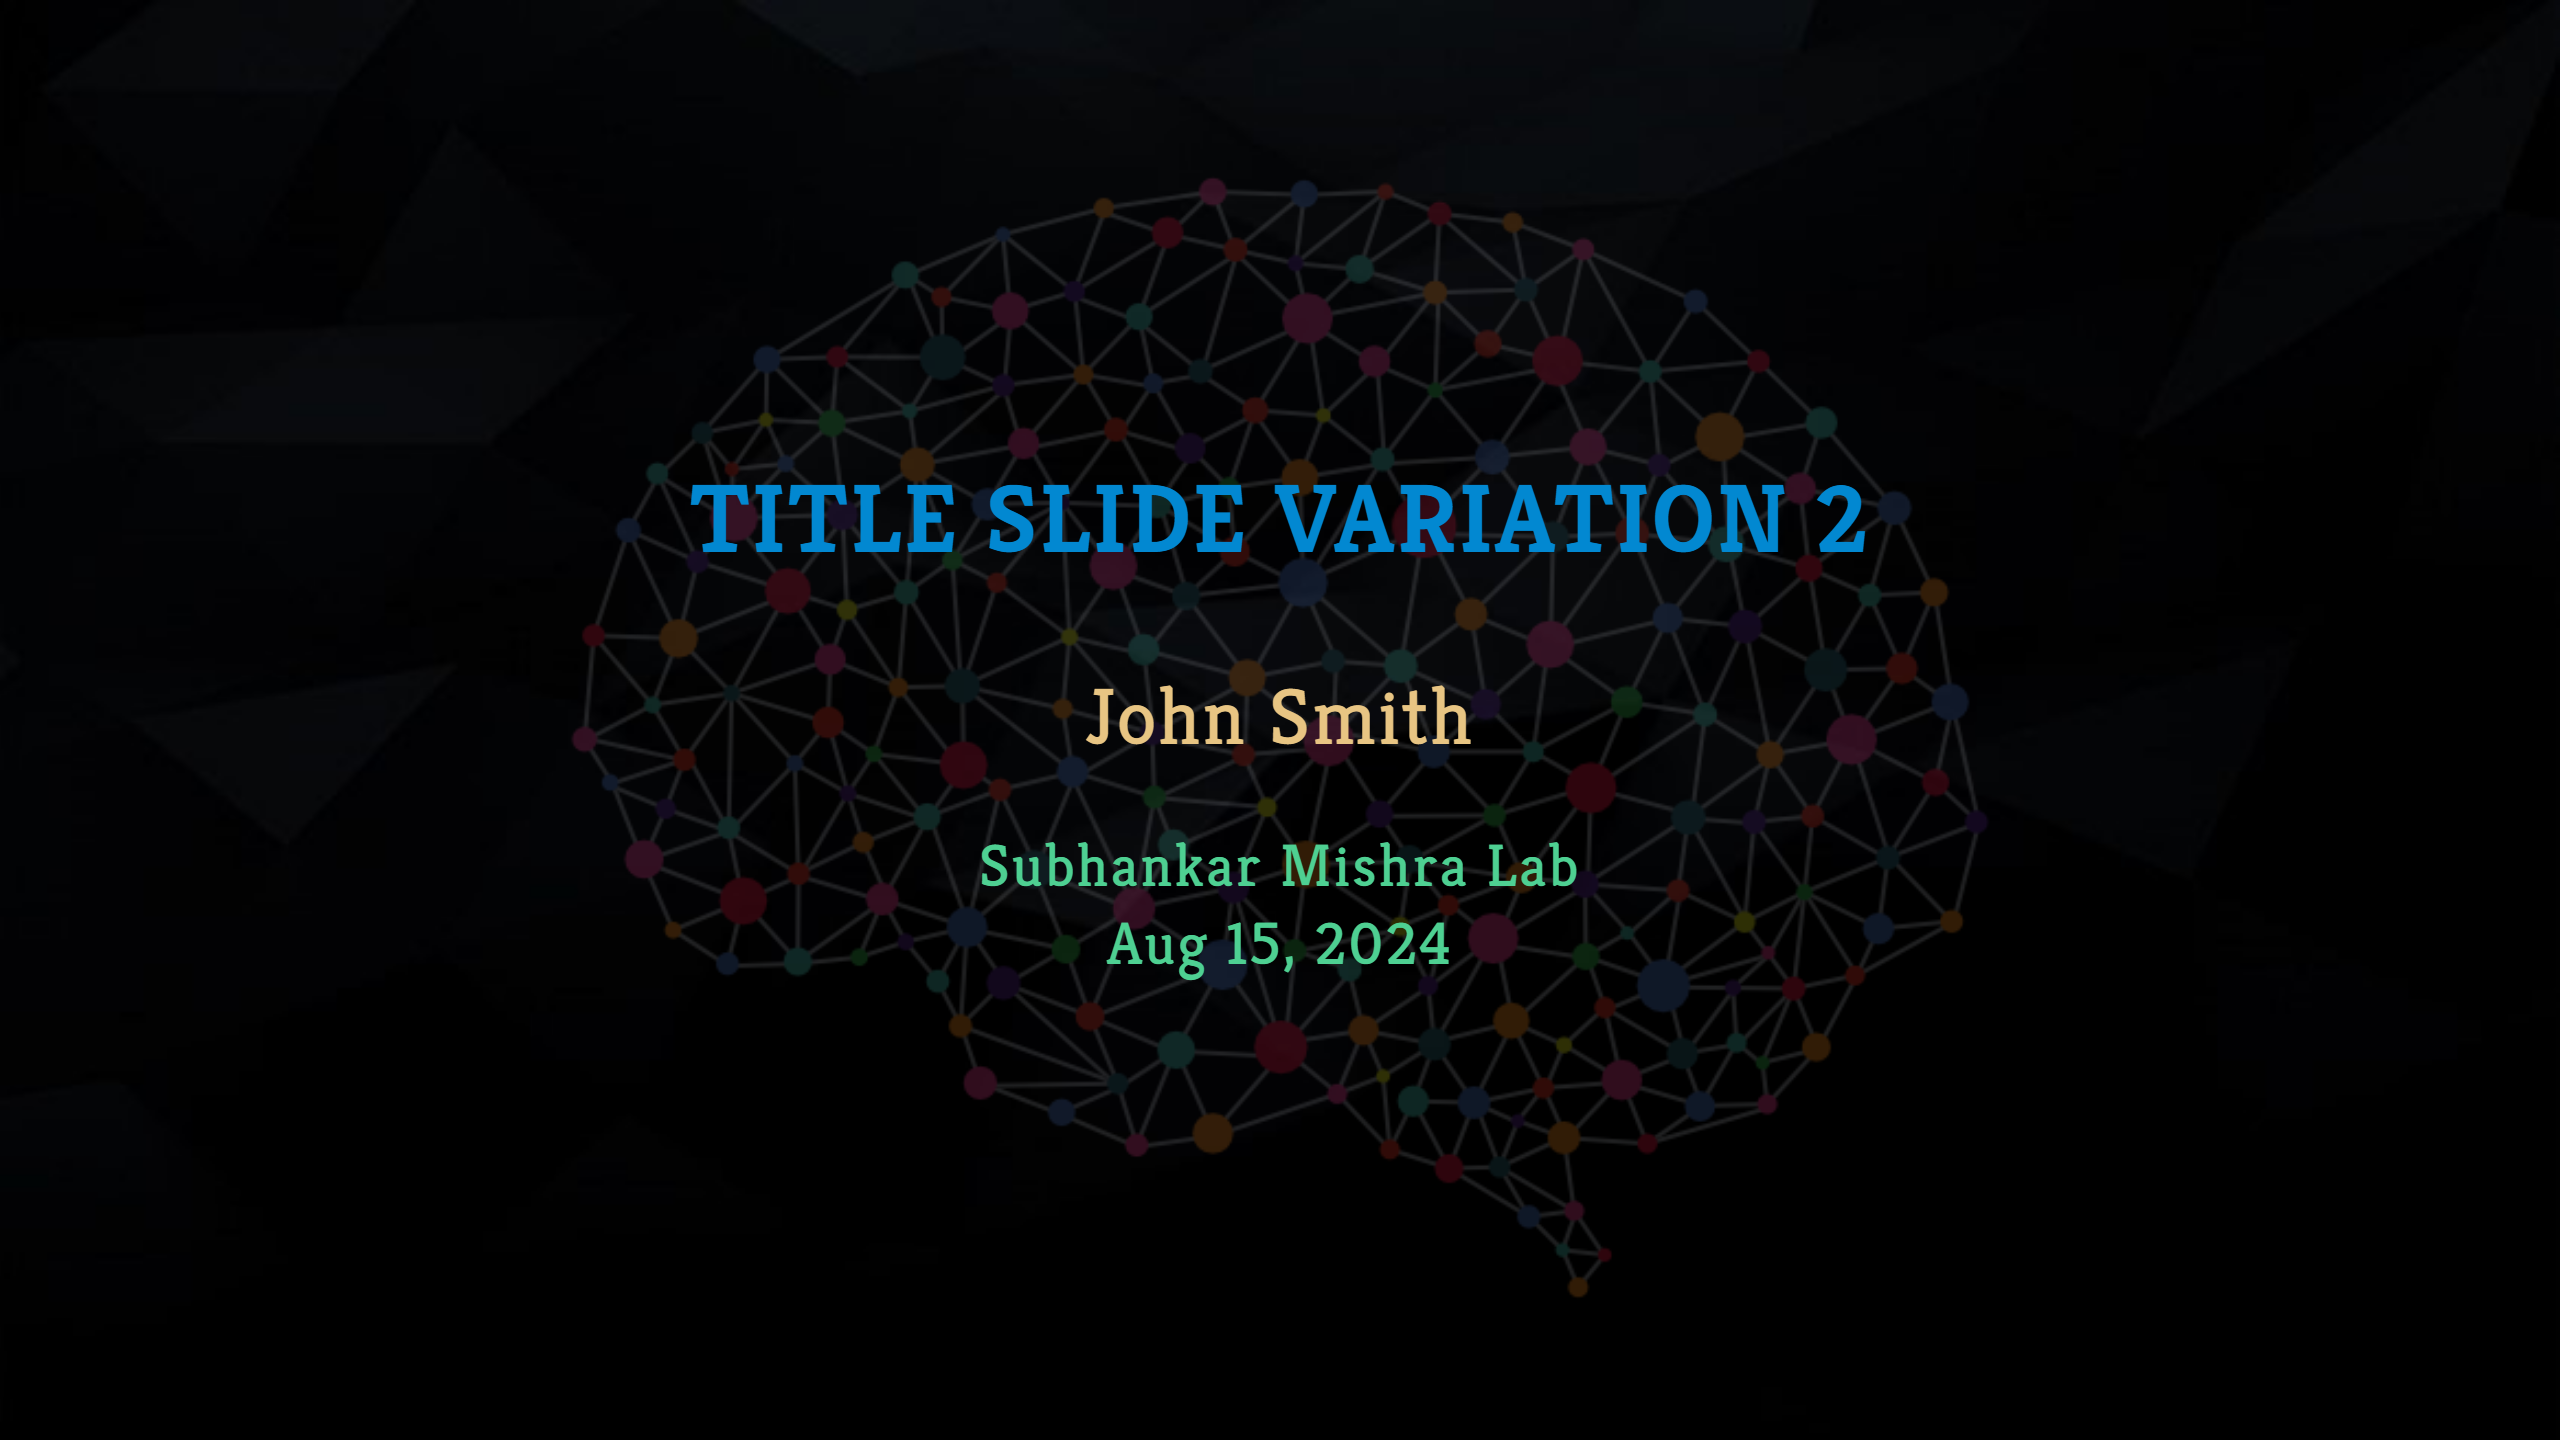 TITLE SLIDE VARIATION 2
John Smith
Subhankar Mishra Lab
Aug 15, 2024